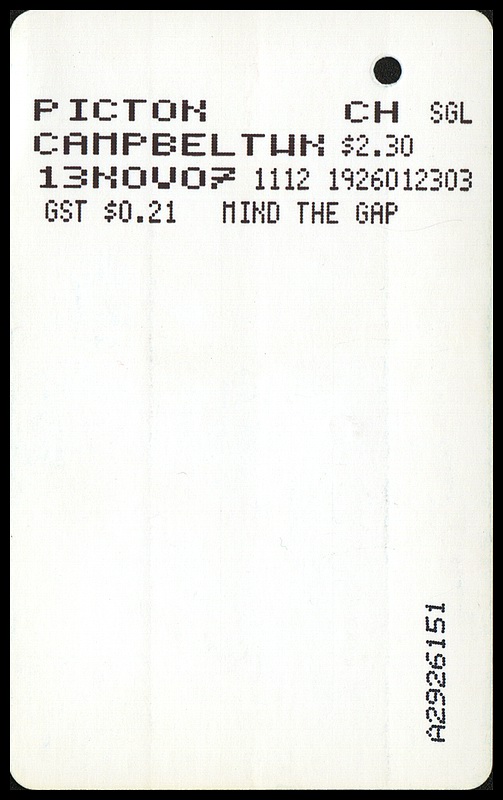 PICTON CH SGL
CAMPBELTWN $2.30
13NOV07 1112 1926012303
GST $0.21 MIND THE GAP
A2926151